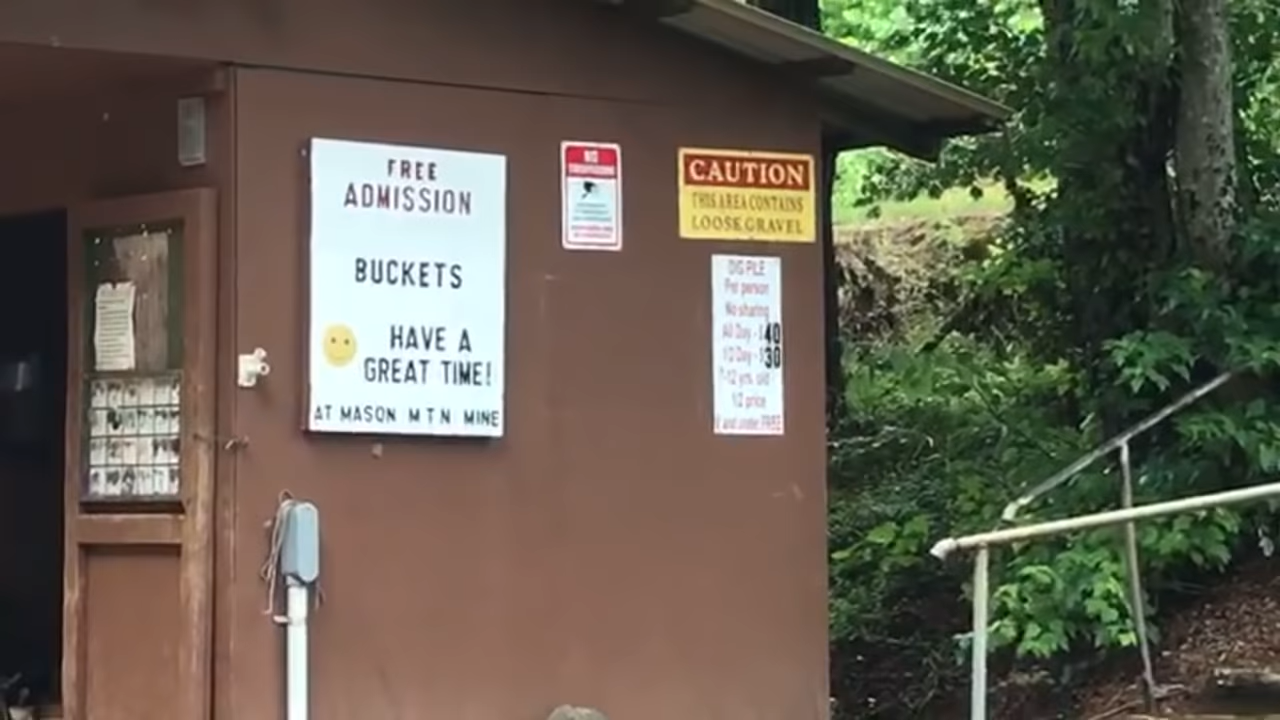 FREE
ADMISSION
BUCKETS
HAVE A
GREAT TIME!
AT MASON MTN MINE
NO
TRESPASSING
CAUTION
THIS AREA CONTAINS
LOOSE GRAVEL
DIG PILE
Per person
No sharing
All Day - $40
1/2 Day - $30
7-12 yrs. old
1/2 price
and under FREE